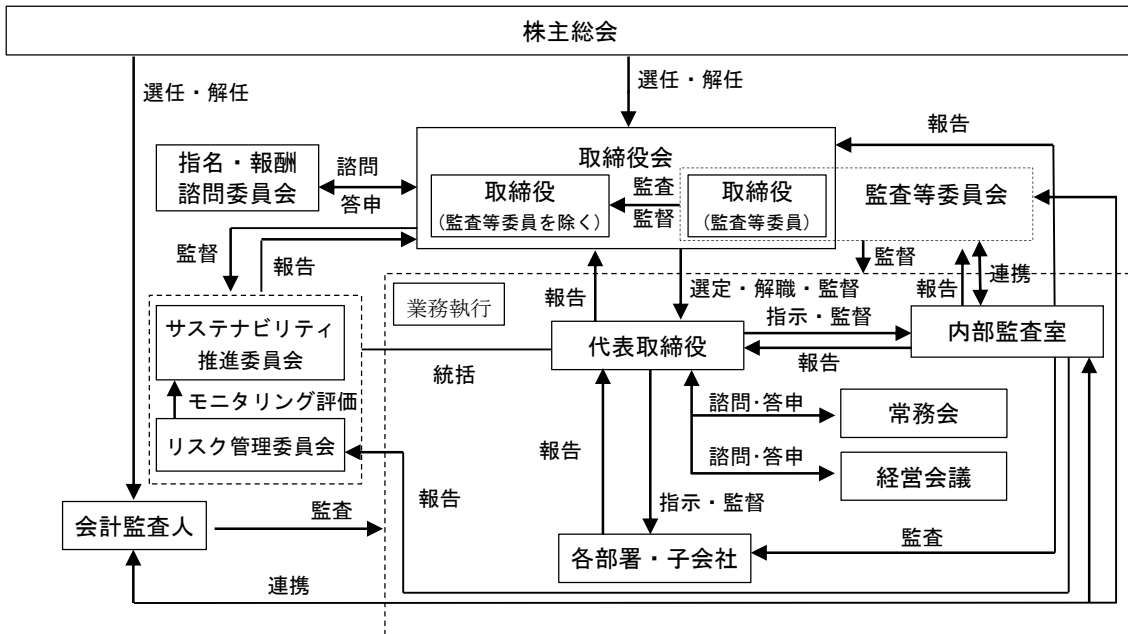 株主総会
選任・解任
選任・解任
報告
指名・報酬
諮問委員会
諮問
答申
取締役会
取締役
(監査等委員を除く)
監査
監督
取締役
(監査等委員)
監査等委員会
監督
報告
監督
報告
連携
業務執行
報告
選定・解職・監督
サステナビリティ
推進委員会
統括
代表取締役
指示・監督
報告
内部監査室
モニタリング評価
リスク管理委員会
諮問・答申
常務会
諮問・答申
経営会議
報告
報告
指示・監督
会計監査人
監査
各部署・子会社
監査
連携